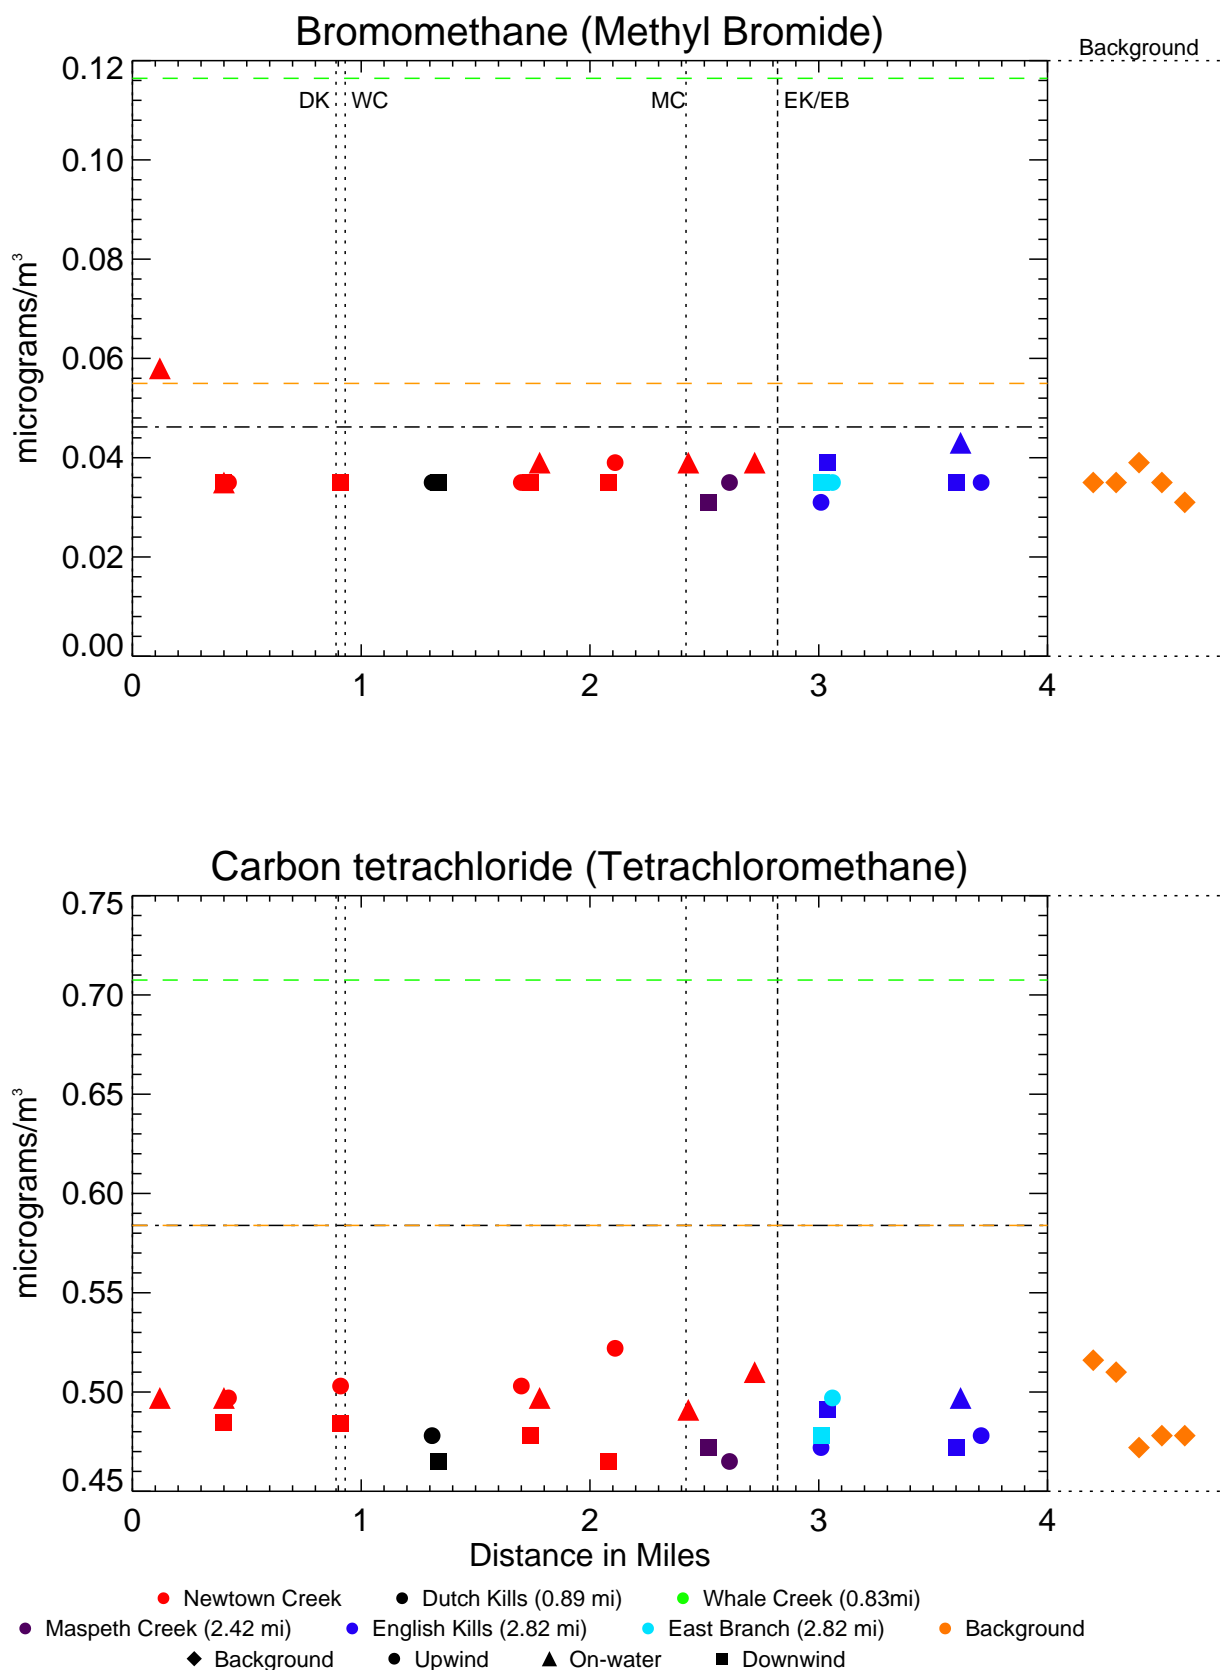 Bromomethane (Methyl Bromide)
Background
0.12
DK WC MC EK/EB
0.10
0.08
micrograms/m³
0.06
0.04
0.02
0.00
0 1 2 3 4
Carbon tetrachloride (Tetrachloromethane)
0.75
0.70
0.65
micrograms/m³
0.60
0.55
0.50
0.45
0 1 2 3 4
Distance in Miles
Newtown Creek Dutch Kills (0.89 mi) Whale Creek (0.83mi)
Maspeth Creek (2.42 mi) English Kills (2.82 mi) East Branch (2.82 mi) Background
Background Upwind On-water Downwind